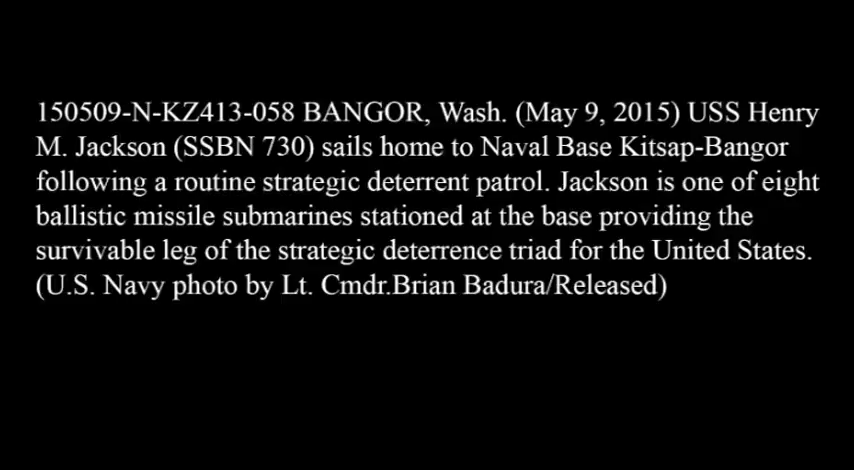 150509-N-KZ413-058 BANGOR, Wash. (May 9, 2015) USS Henry
M. Jackson (SSBN 730) sails home to Naval Base Kitsap-Bangor
following a routine strategic deterrent patrol. Jackson is one of eight
ballistic missile submarines stationed at the base providing the
survivable leg of the strategic deterrence triad for the United States.
(U.S. Navy photo by Lt. Cmdr.Brian Badura/Released)